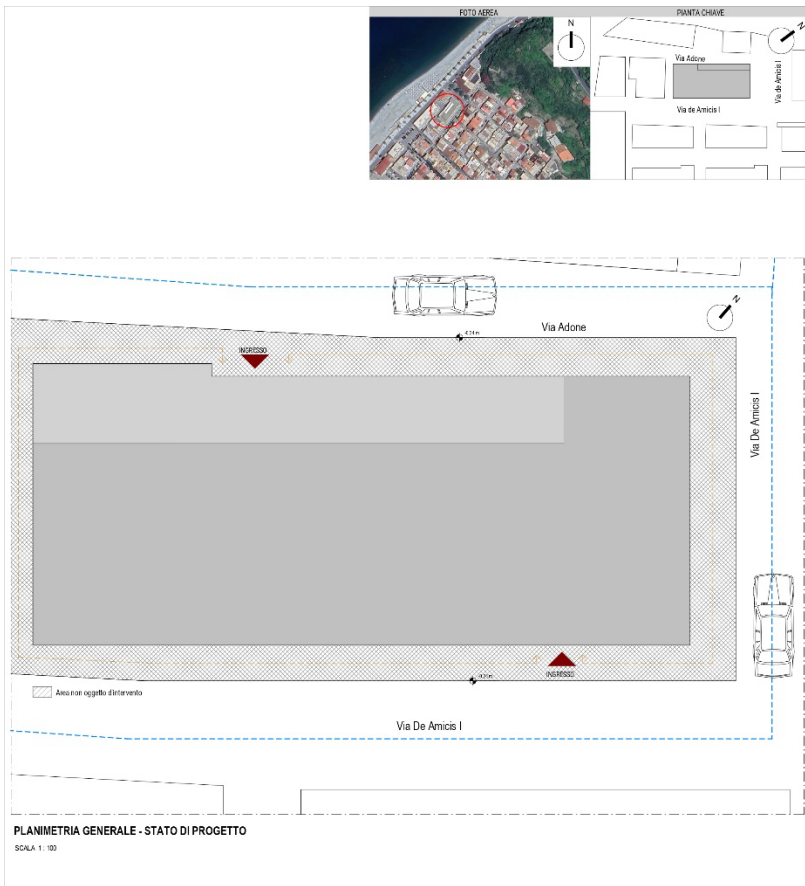 FOTO AEREA
PIANTA CHIAVE
N
N
Via Adone
Via de Amicis I
Via de Amicis I
N
Via Adone
INGRESSO
Via De Amicis I
INGRESSO
Area non oggetto d'intervento
Via De Amicis I
PLANIMETRIA GENERALE - STATO DI PROGETTO
SCALA 1 : 100